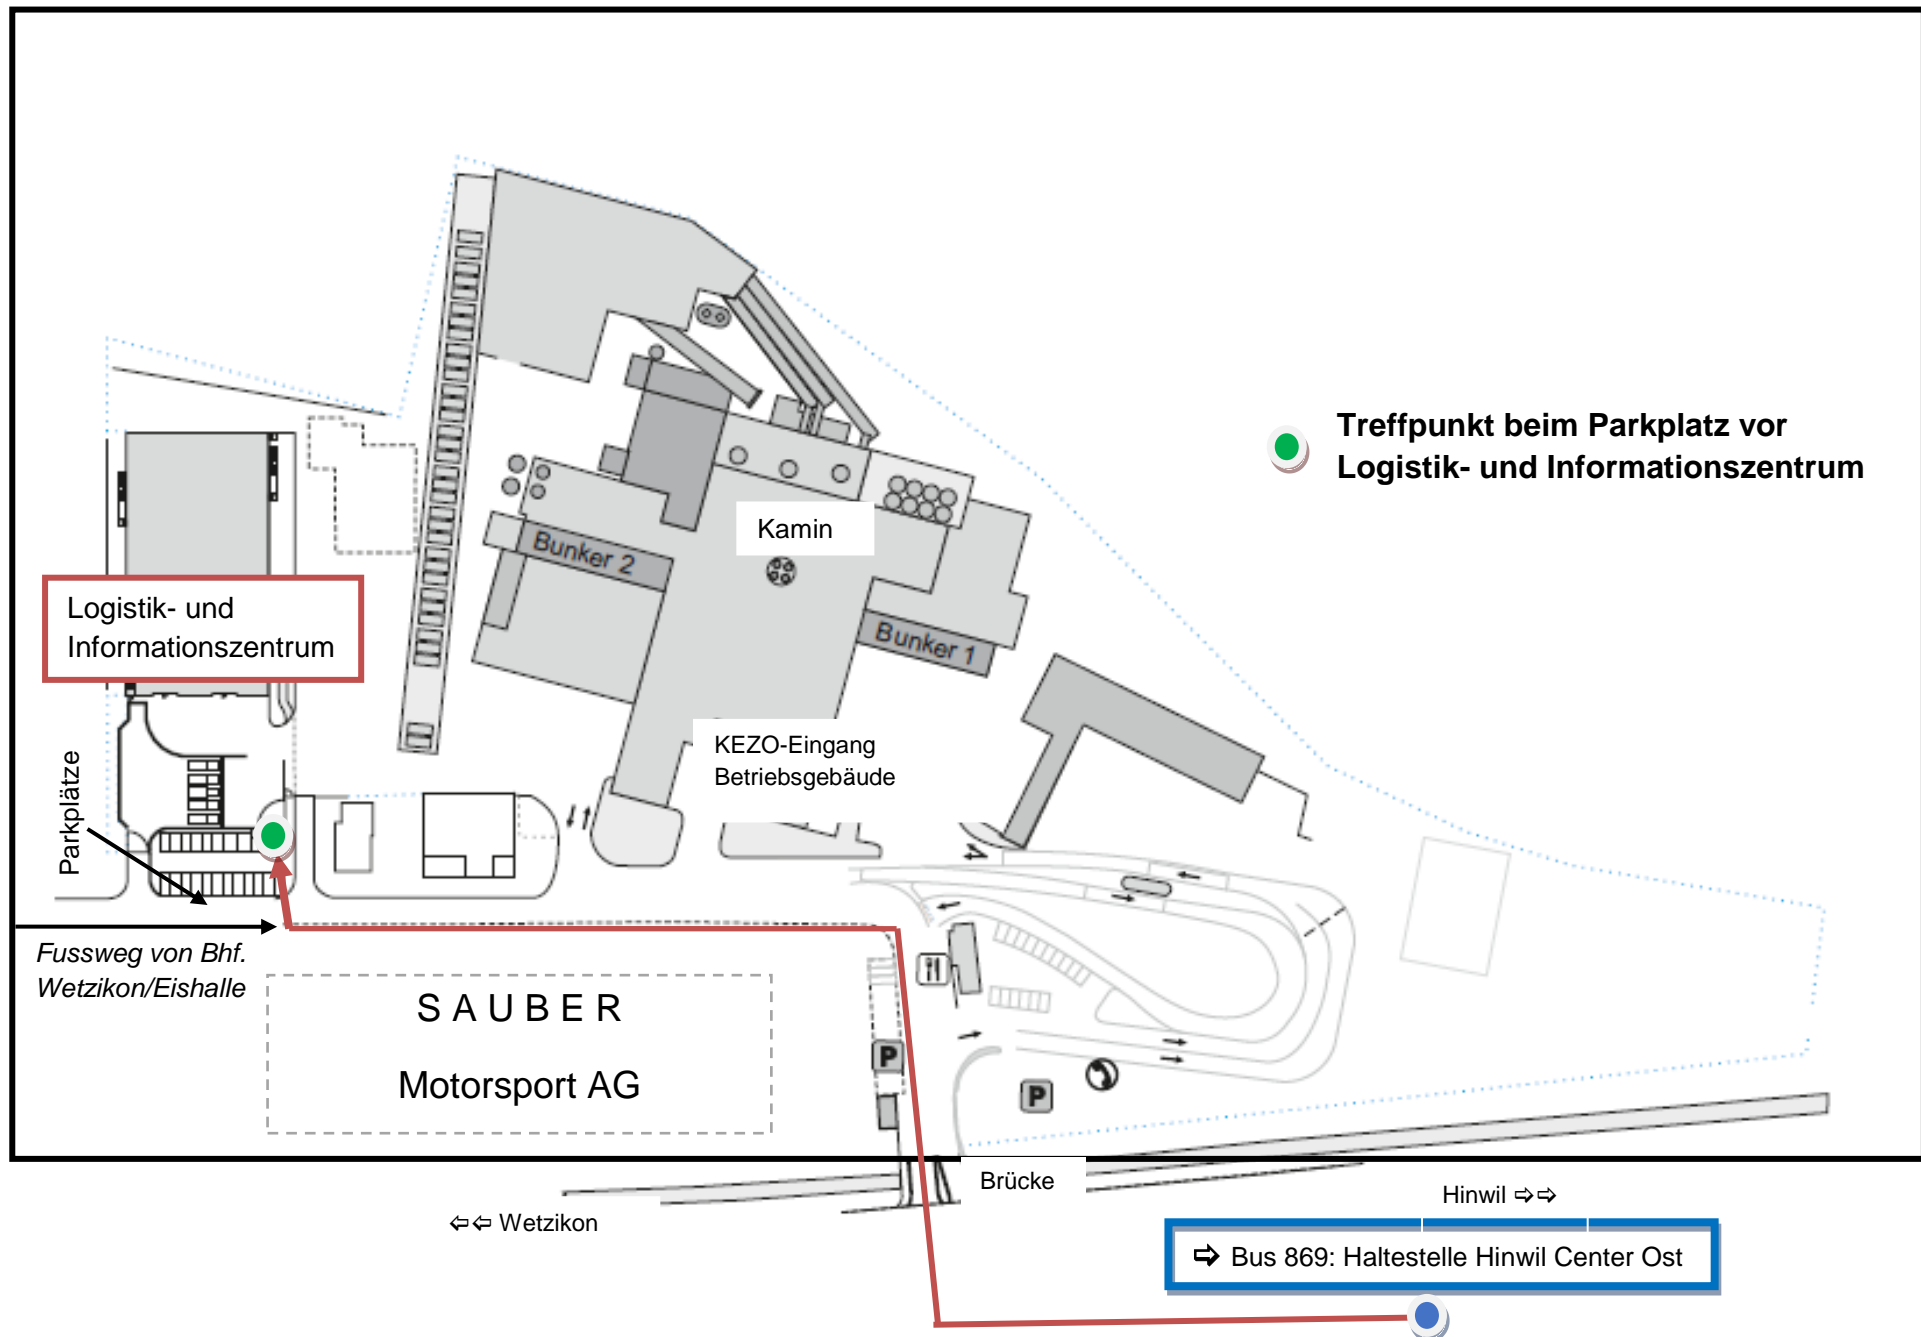 Treffpunkt beim Parkplatz vor
Logistik- und Informationszentrum
Kamin
Bunker 2
Bunker 1
Logistik- und
Informationszentrum
KEZO-Eingang
Betriebsgebäude
Parkplätze
Fussweg von Bhf.
Wetzikon/Eishalle
S A U B E R
Motorsport AG
P
P
Brücke
⇦⇦ Wetzikon
Hinwil ⇨⇨
⇨ Bus 869: Haltestelle Hinwil Center Ost